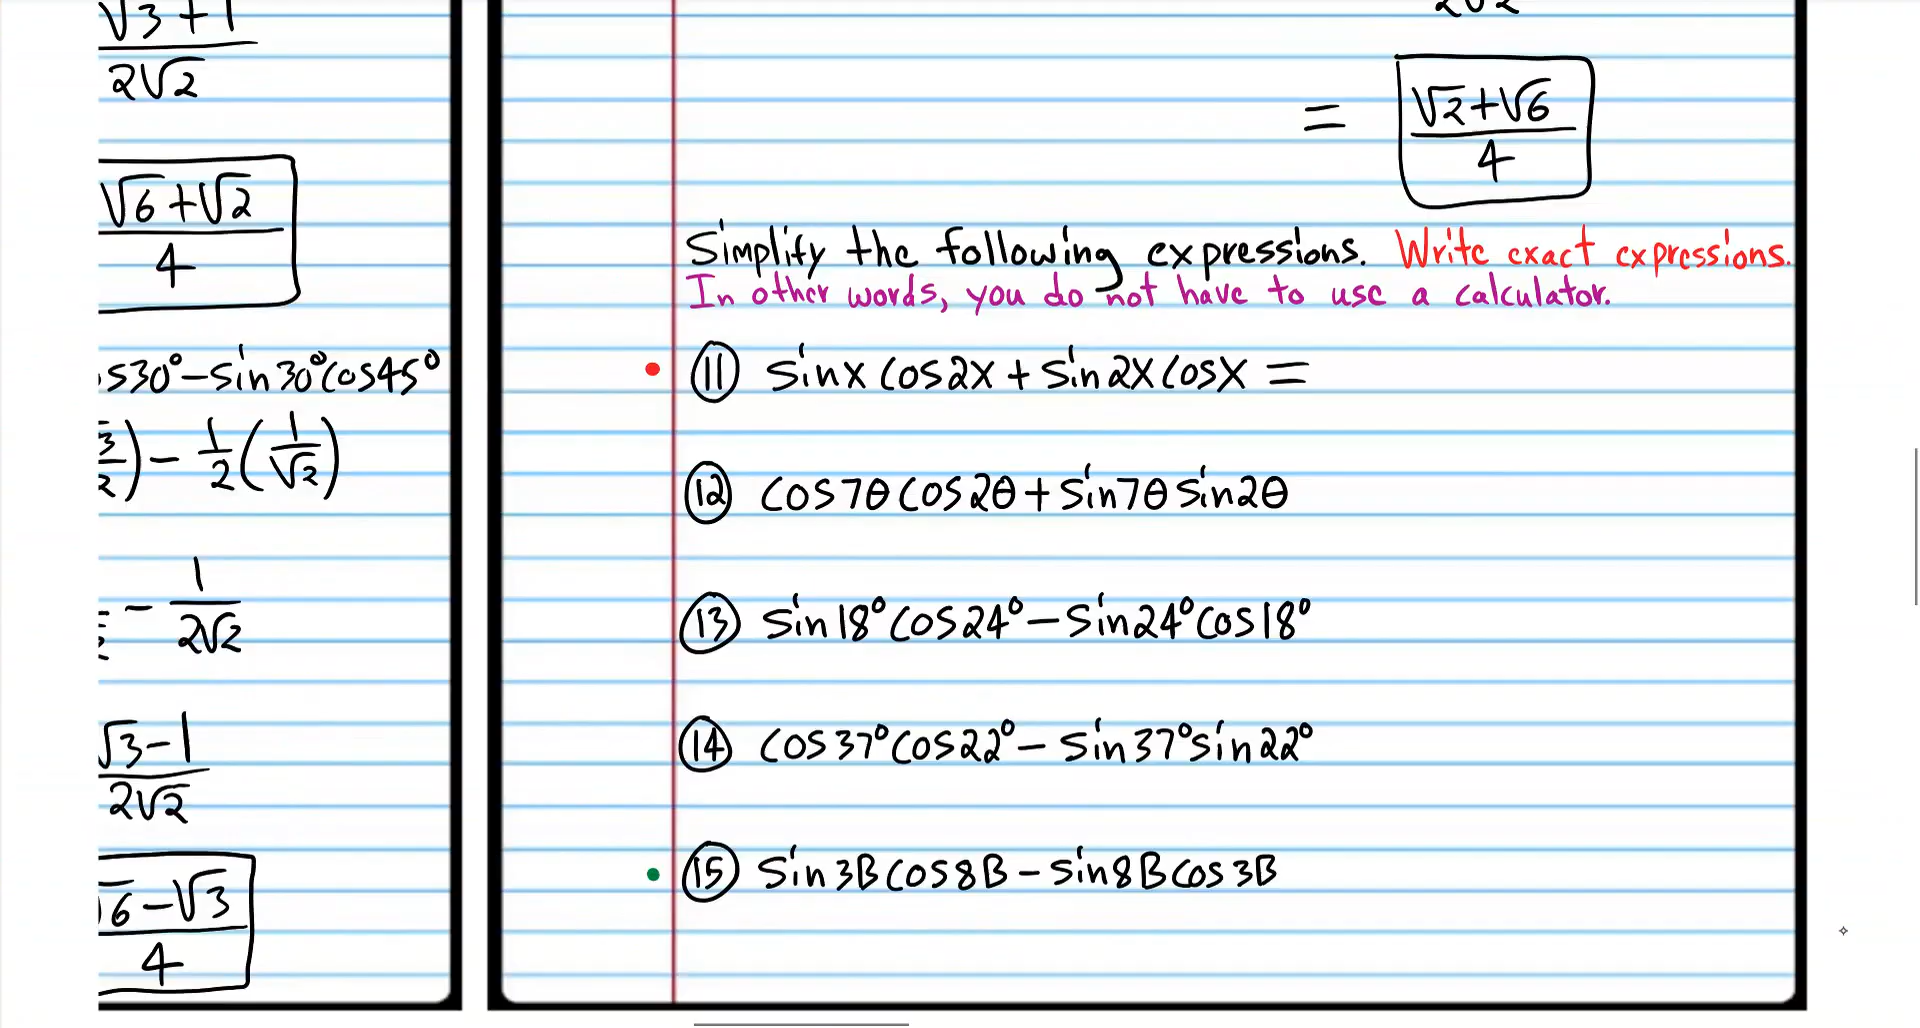 √3 + 1
2√2
√6 + √2
4
s30° − sin30°cos45°
) − 1/2 (1/√2)
− 1
2√2
√3 − 1
2√2
√6 − √3
4
2√2
= √2 + √6
4
Simplify the following expressions. Write exact expressions.
In other words, you do not have to use a calculator.
11 sinx cos2x + sin2x cosx =
12 cos7θ cos2θ + sin7θ sin2θ
13 sin18° cos24° − sin24° cos18°
14 cos37° cos22° − sin37° sin22°
15 sin3B cos8B − sin8B cos3B